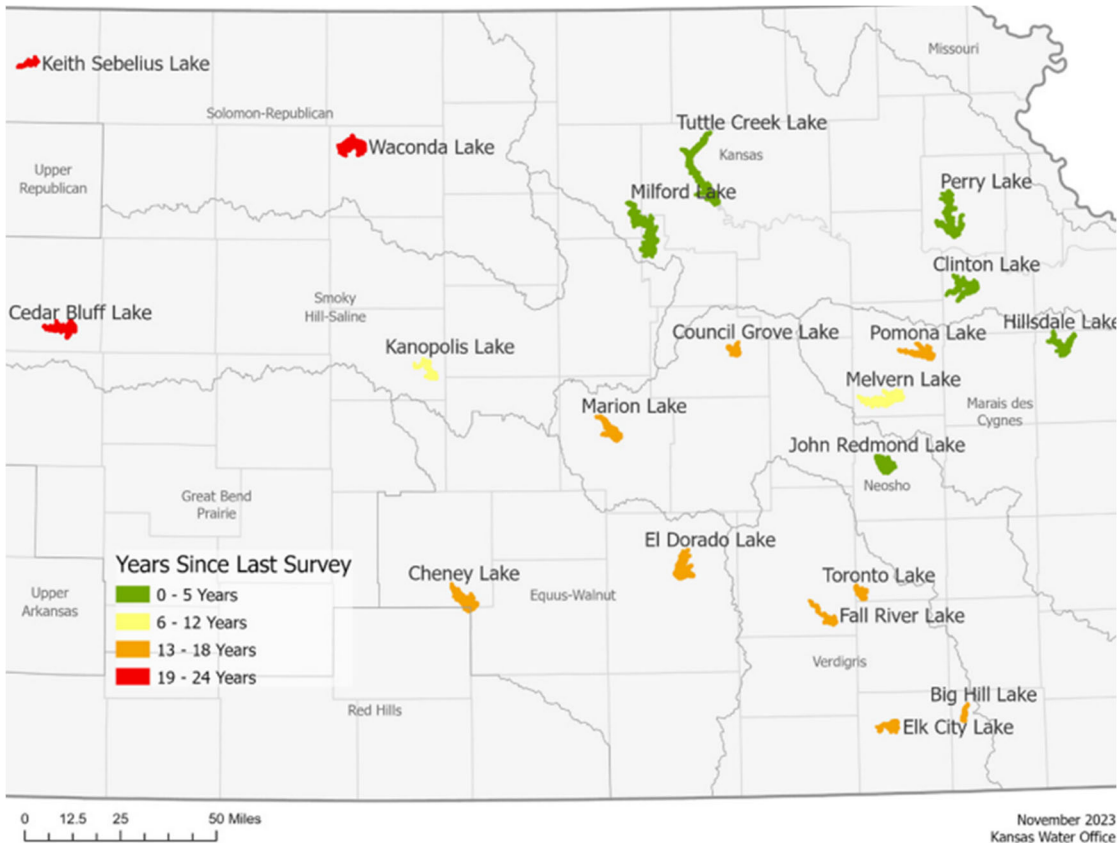 Missouri
Keith Sebelius Lake
Solomon-Republican
Tuttle Creek Lake
Waconda Lake
Kansas
Upper
Republican
Perry Lake
Milford Lake
Clinton Lake
Smoky
Hill-Saline
Cedar Bluff Lake
Hillsdale Lake
Council Grove Lake
Pomona Lake
Kanopolis Lake
Melvern Lake
Marion Lake
Marais des
Cygnes
John Redmond Lake
Neosho
Great Bend
Prairie
El Dorado Lake
Years Since Last Survey
0 - 5 Years
6 - 12 Years
13 - 18 Years
19 - 24 Years
Cheney Lake
Toronto Lake
Upper
Arkansas
Equus-Walnut
Fall River Lake
Verdigris
Big Hill Lake
Red Hills
Elk City Lake
0 12.5 25 50 Miles
November 2023
Kansas Water Office